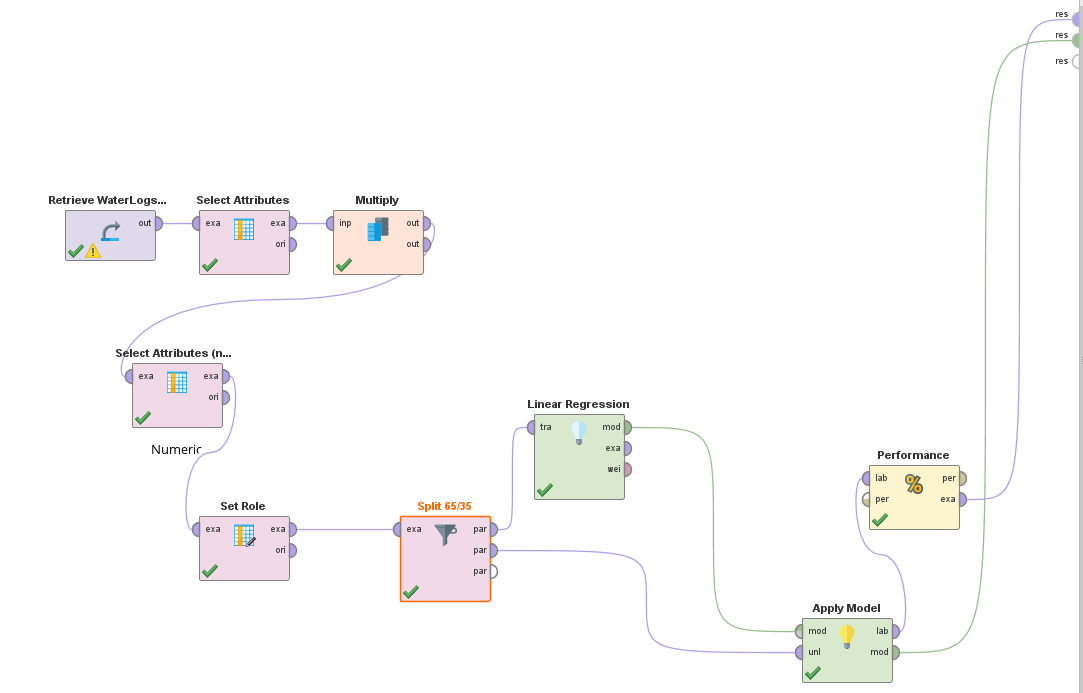 res
res
res
Retrieve WaterLogs...
out
Select Attributes
exa exa
ori
Multiply
inp out
out
Select Attributes (n...
exa exa
ori
Numeric
Set Role
exa exa
ori
Split 65/35
exa par
par
par
Linear Regression
tra mod
exa
wei
Performance
lab per
per exa
Apply Model
mod lab
unl mod